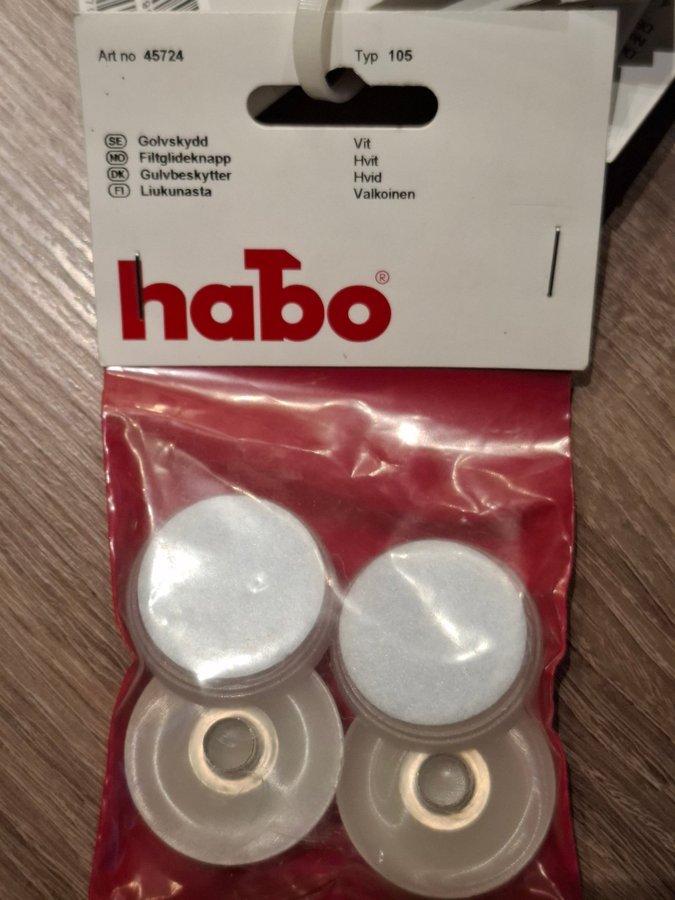 Art no 45724 Typ 105
SE Golvskydd Vit
NO Filtglideknapp Hvit
DK Gulvbeskytter Hvid
FI Liukunasta Valkoinen
habo®